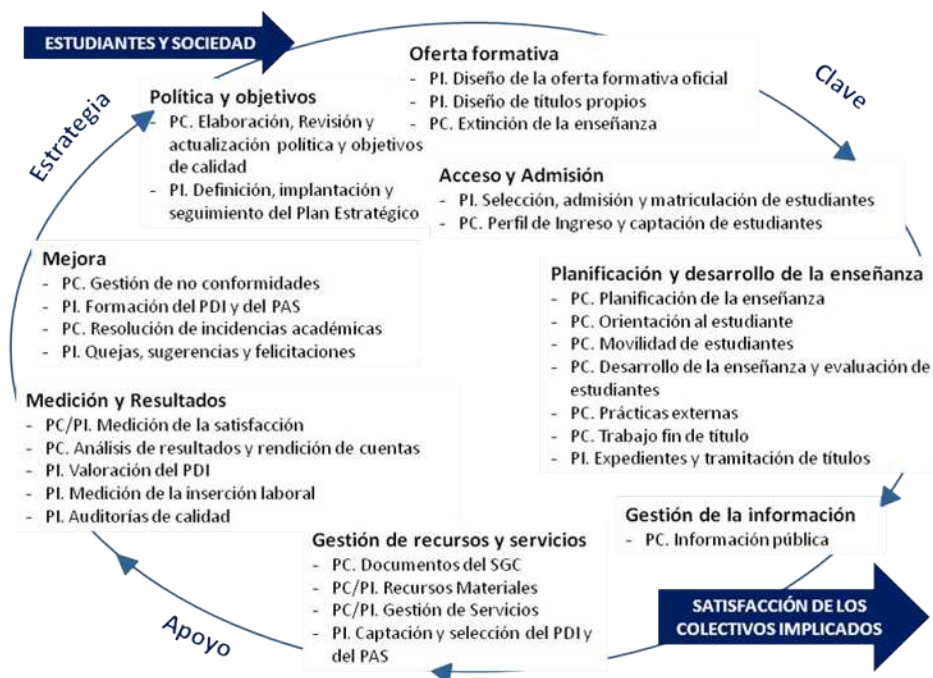 ESTUDIANTES Y SOCIEDAD
Estrategia
Clave
Apoyo
Política y objetivos
- PC. Elaboración, Revisión y
actualización política y objetivos
de calidad
- PI. Definición, implantación y
seguimiento del Plan Estratégico
Oferta formativa
- PI. Diseño de la oferta formativa oficial
- PI. Diseño de títulos propios
- PC. Extinción de la enseñanza
Acceso y Admisión
- PI. Selección, admisión y matriculación de estudiantes
- PC. Perfil de Ingreso y captación de estudiantes
Planificación y desarrollo de la enseñanza
- PC. Planificación de la enseñanza
- PC. Orientación al estudiante
- PC. Movilidad de estudiantes
- PC. Desarrollo de la enseñanza y evaluación de
estudiantes
- PC. Prácticas externas
- PC. Trabajo fin de título
- PI. Expedientes y tramitación de títulos
Gestión de la información
- PC. Información pública
SATISFACCIÓN DE LOS
COLECTIVOS IMPLICADOS
Gestión de recursos y servicios
- PC. Documentos del SGC
- PC/PI. Recursos Materiales
- PC/PI. Gestión de Servicios
- PI. Captación y selección del PDI y
del PAS
Medición y Resultados
- PC/PI. Medición de la satisfacción
- PC. Análisis de resultados y rendición de cuentas
- PI. Valoración del PDI
- PI. Medición de la inserción laboral
- PI. Auditorías de calidad
Mejora
- PC. Gestión de no conformidades
- PI. Formación del PDI y del PAS
- PC. Resolución de incidencias académicas
- PI. Quejas, sugerencias y felicitaciones